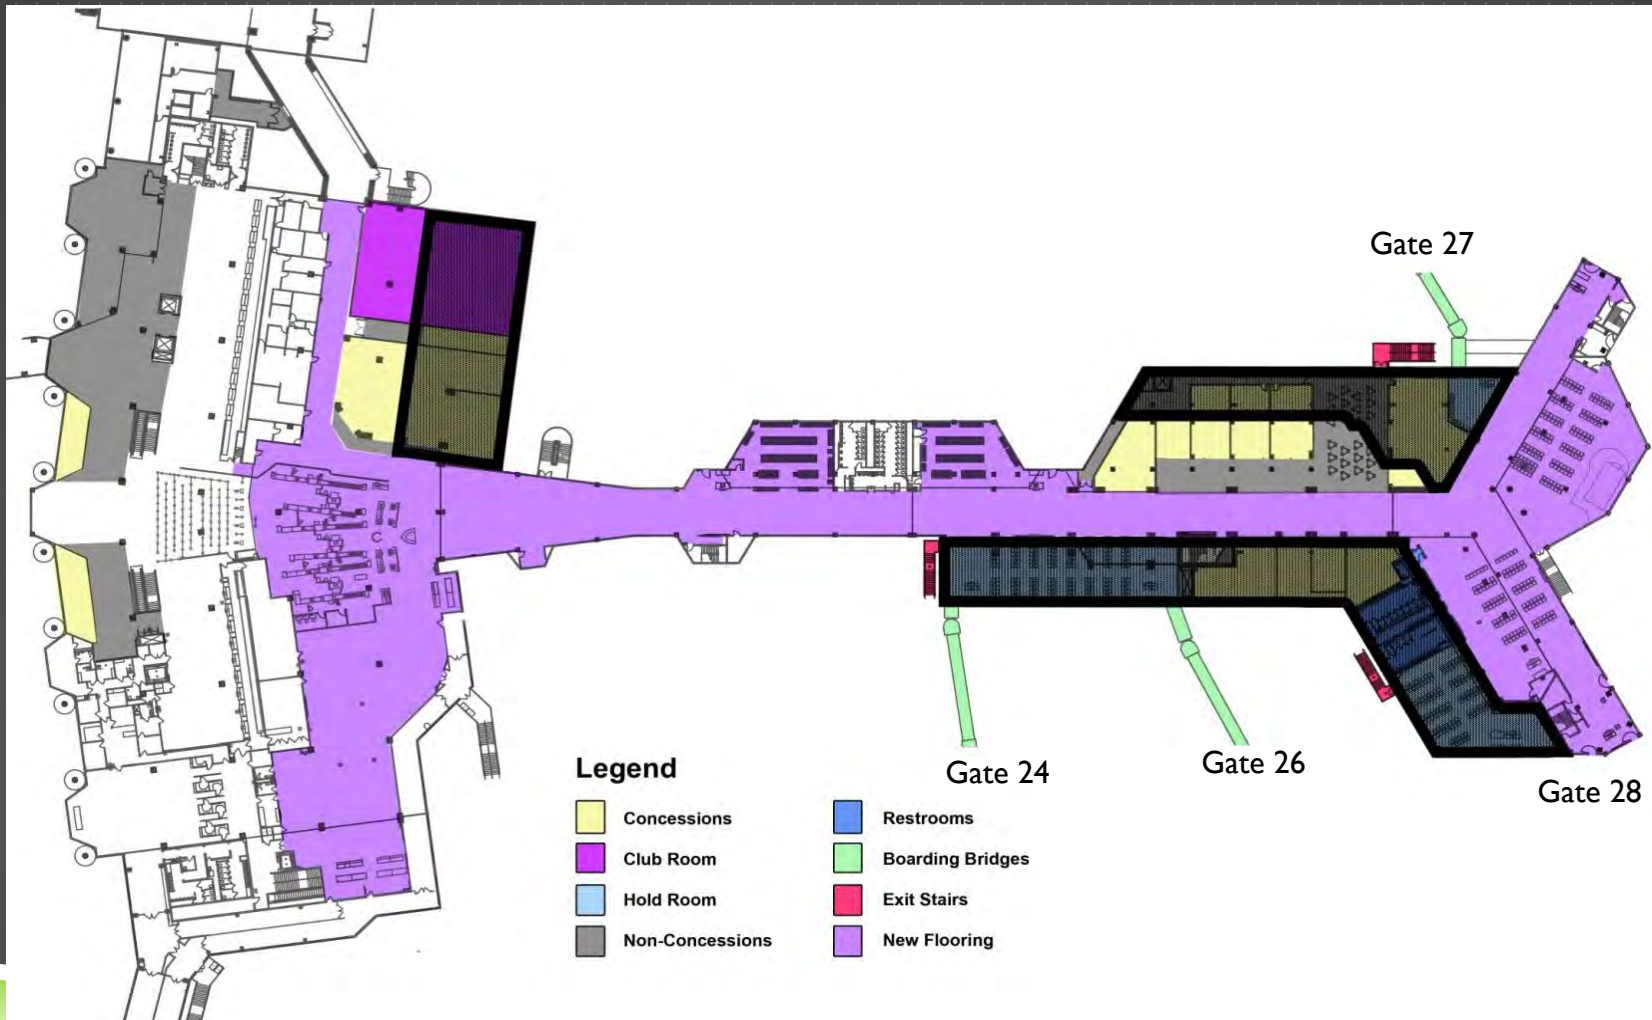 Gate 27
Gate 24
Gate 26
Gate 28
Legend
Concessions
Club Room
Hold Room
Non-Concessions
Restrooms
Boarding Bridges
Exit Stairs
New Flooring